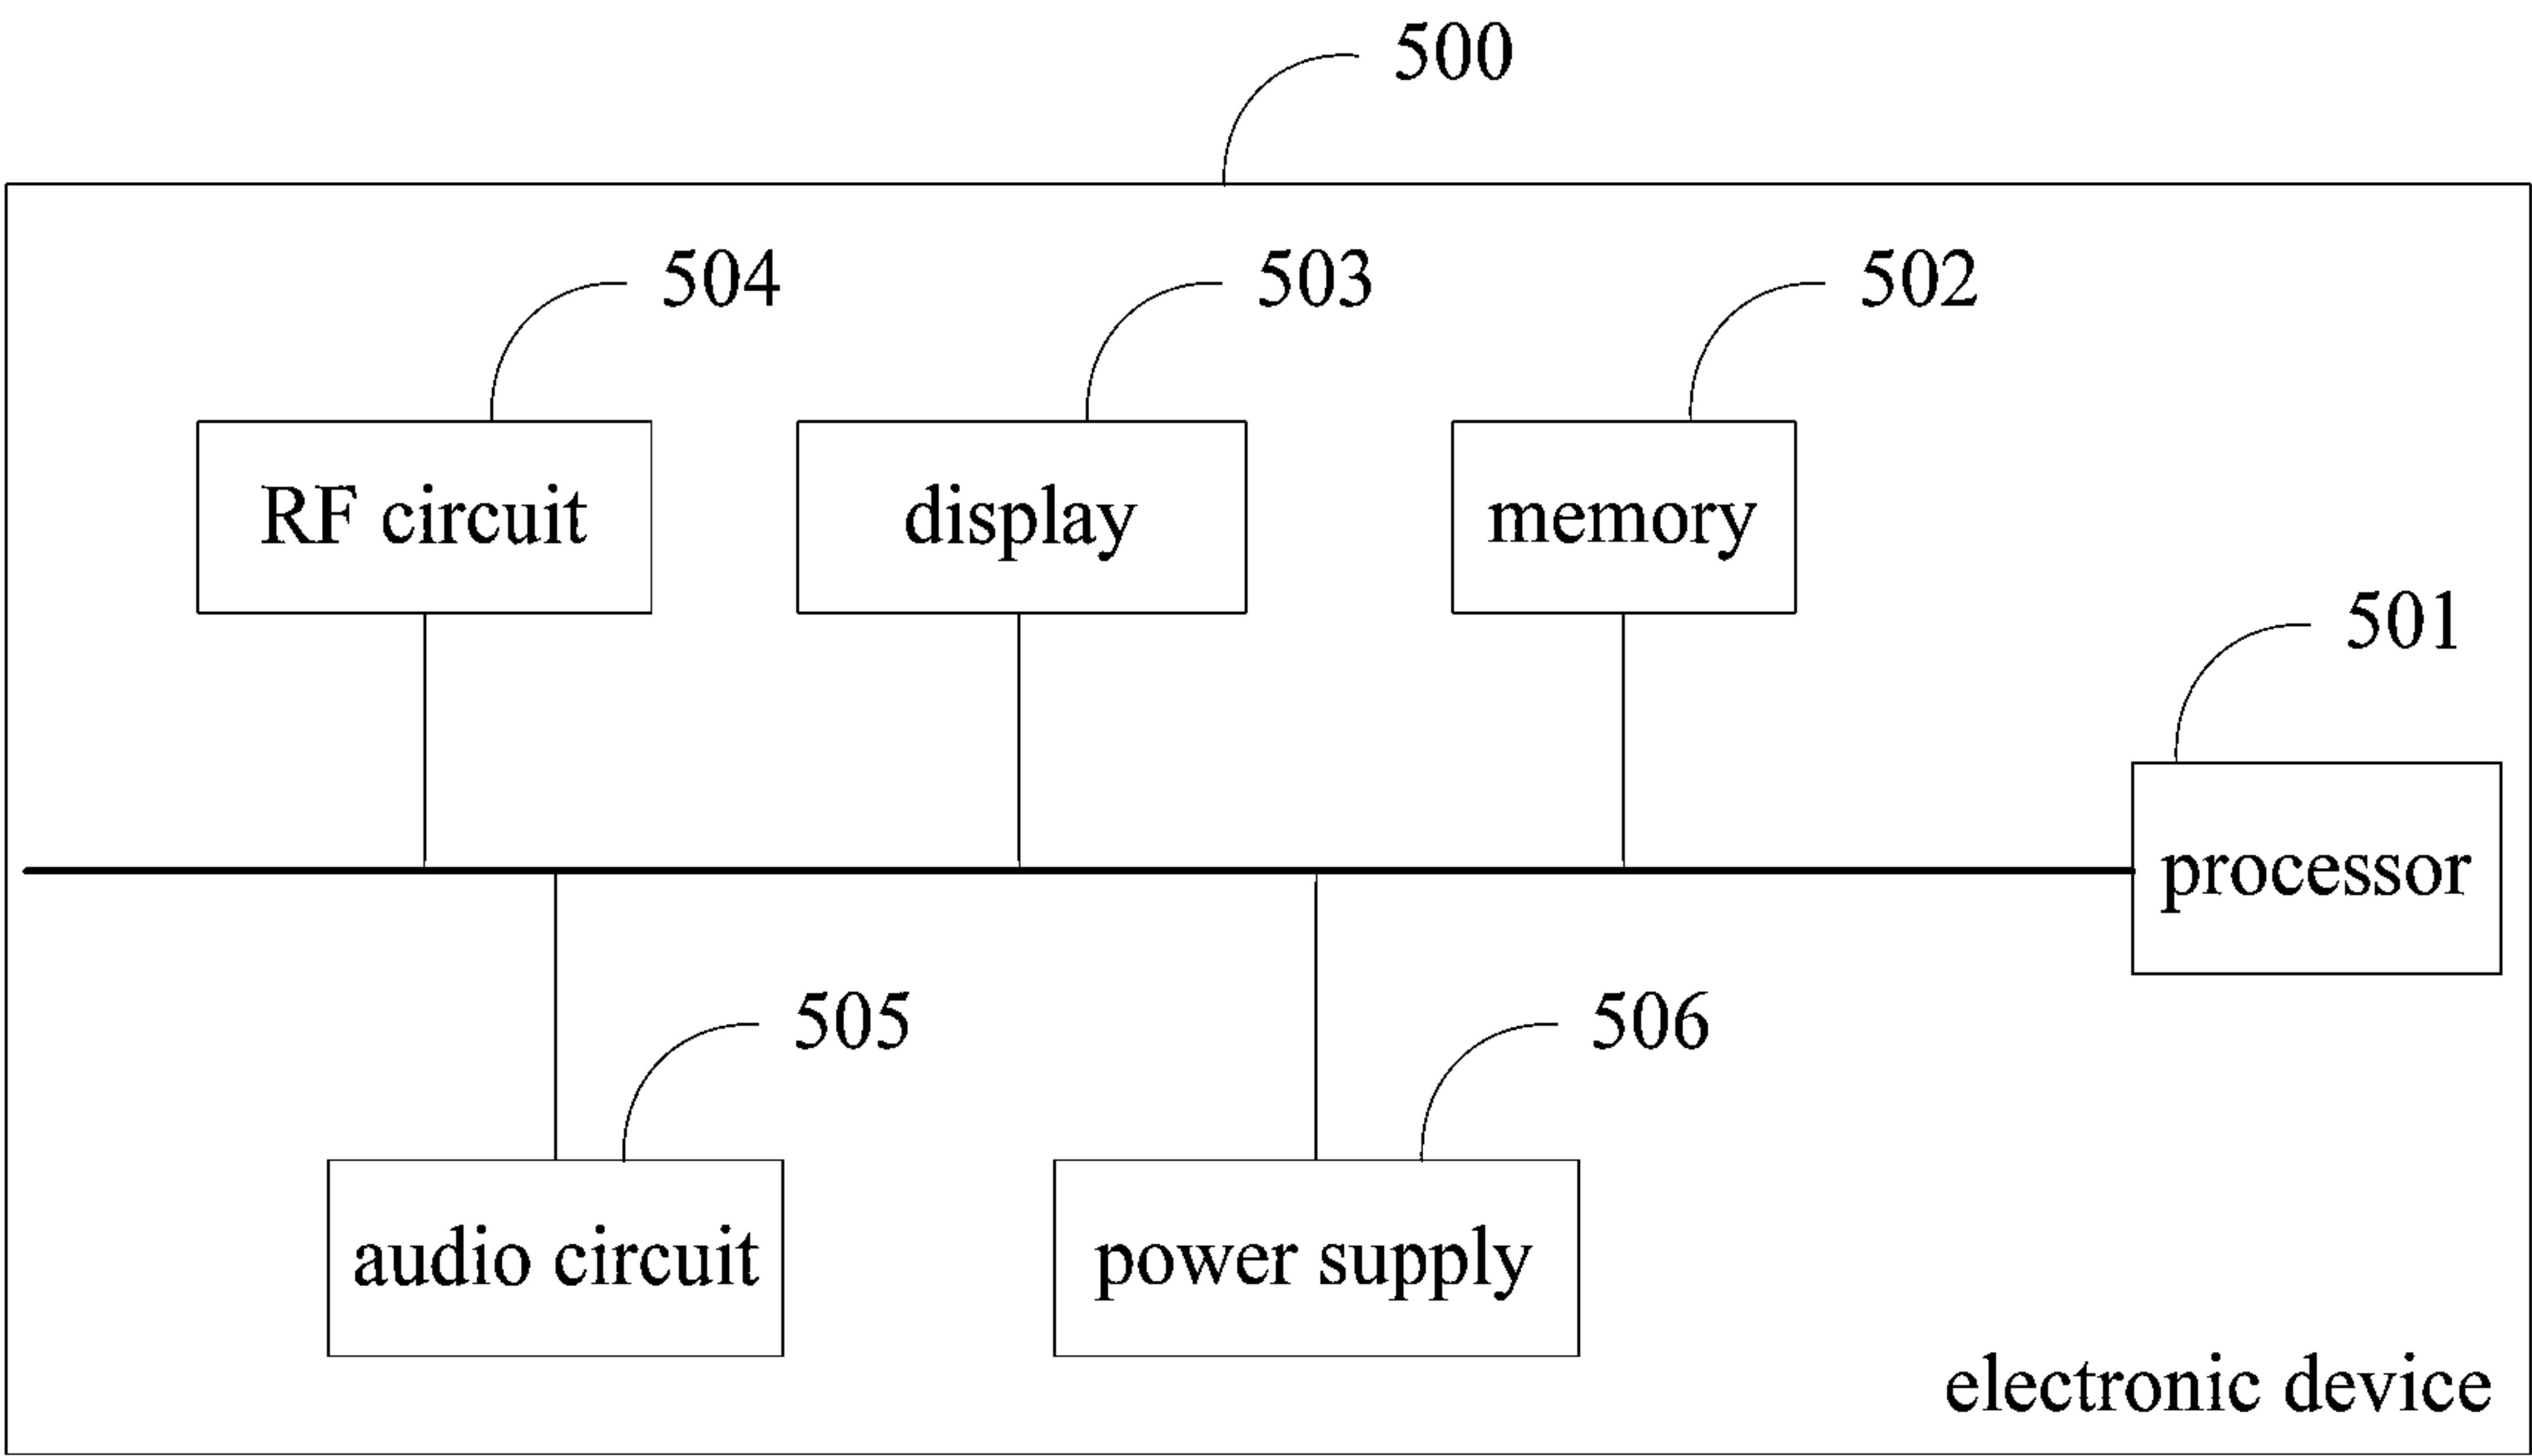 500
504
503
502
RF circuit
display
memory
501
processor
505
506
audio circuit
power supply
electronic device